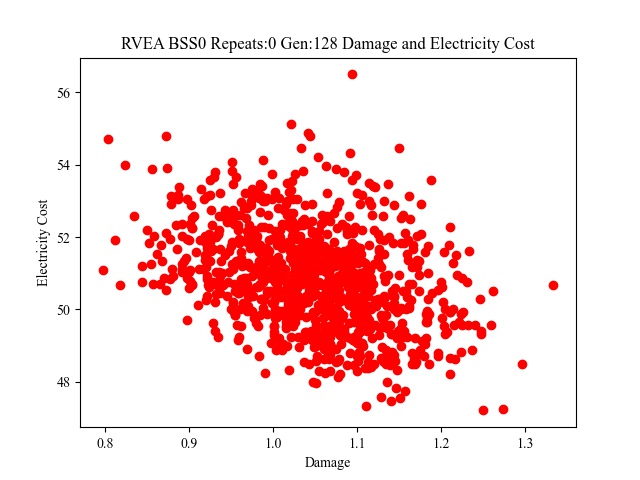 RVEA BSS0 Repeats:0 Gen:128 Damage and Electricity Cost
56
54
52
50
48
Electricity Cost
0.8 0.9 1.0 1.1 1.2 1.3
Damage